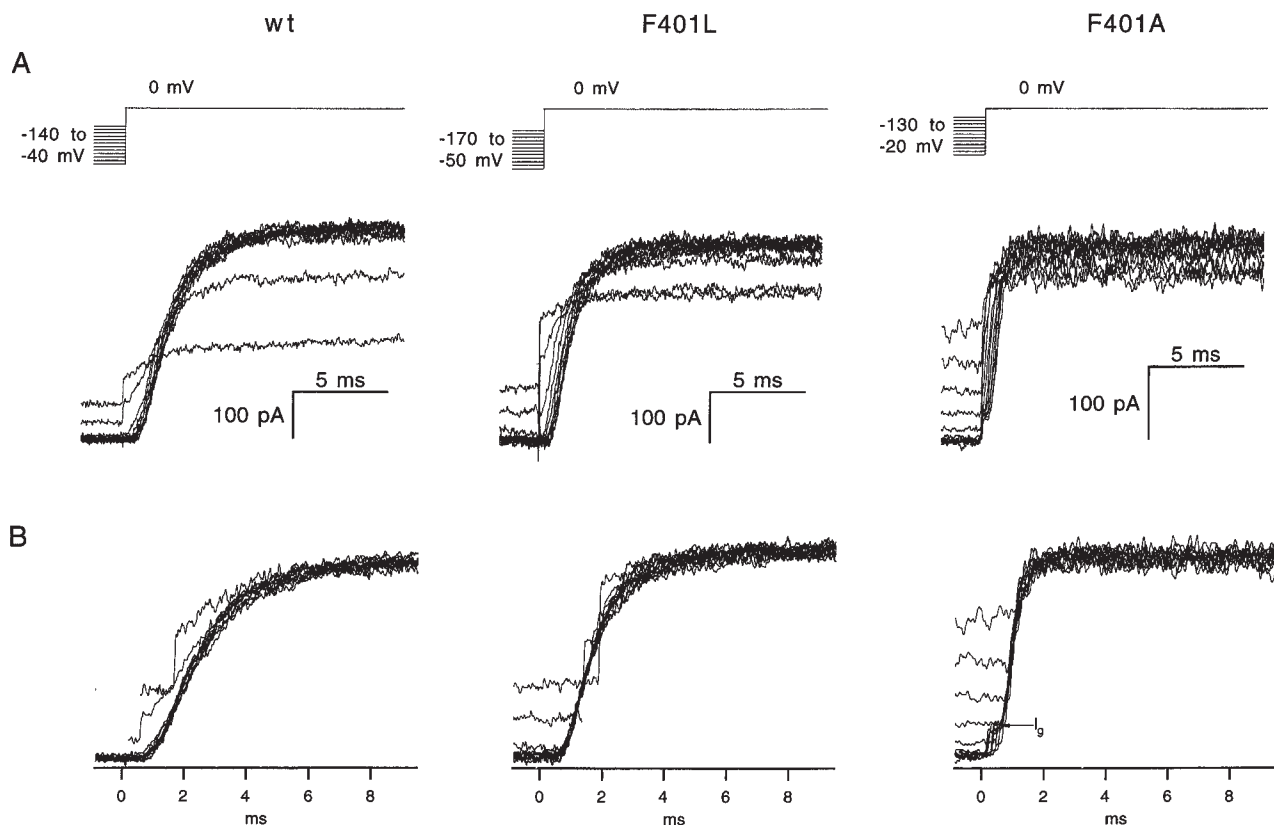 wt F401L F401A
A
0 mV 0 mV 0 mV
-140 to -170 to -130 to
-40 mV -50 mV -20 mV
5 ms 5 ms 5 ms
100 pA 100 pA 100 pA
B
Ig
0 2 4 6 8 0 2 4 6 8 0 2 4 6 8
ms ms ms